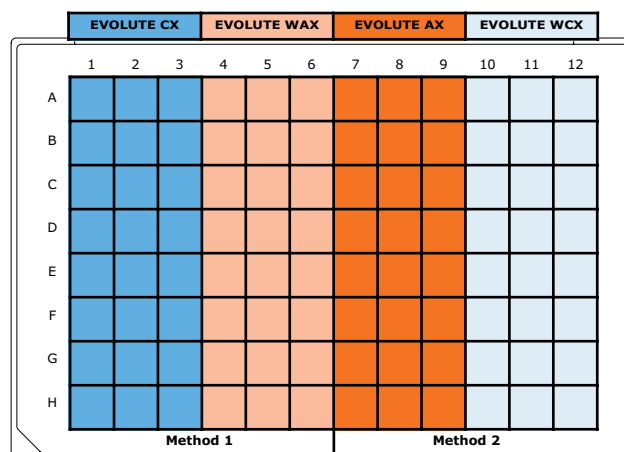 EVOLUTE CX EVOLUTE WAX EVOLUTE AX EVOLUTE WCX
1 2 3 4 5 6 7 8 9 10 11 12
A
B
C
D
E
F
G
H
Method 1 Method 2